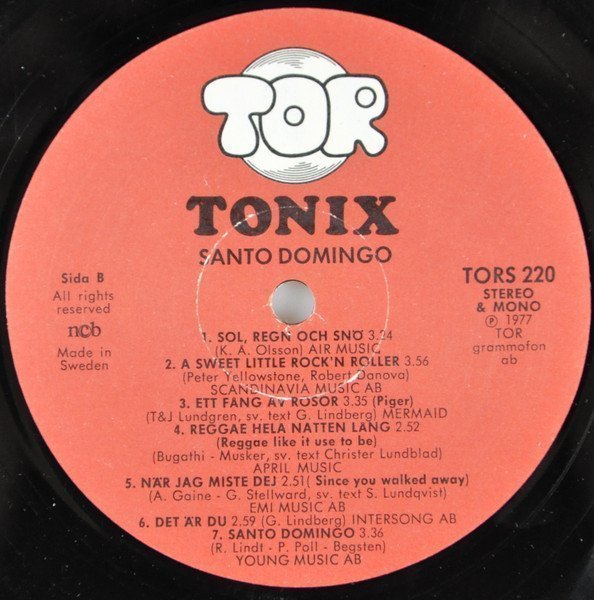 TOR
TONIX
SANTO DOMINGO
Sida B
All rights
reserved
ncb
Made in
Sweden
TORS 220
STEREO
& MONO
Ⓟ 1977
TOR
grammofon
ab
1. SOL, REGN OCH SNÖ 3.24
(K. A. Olsson) AIR MUSIC
2. A SWEET LITTLE ROCK'N ROLLER 3.56
(Peter Yellowstone, Robert Danova)
SCANDINAVIA MUSIC AB
3. ETT FANG AV ROSOR 3.35 (Piger)
(T&J Lundgren, sv. text G. Lindberg) MERMAID
4. REGGAE HELA NATTEN LANG 2.52
(Reggae like it use to be)
(Bugathi - Musker, sv. text Christer Lundblad)
APRIL MUSIC
5. NÄR JAG MISTE DEJ 2.51( Since you walked away)
(A. Gaine - G. Stellward, sv. text S. Lundqvist)
EMI MUSIC AB
6. DET ÄR DU 2.59 (G. Lindberg) INTERSONG AB
7. SANTO DOMINGO 3.36
(R. Lindt - P. Poll - Begsten)
YOUNG MUSIC AB